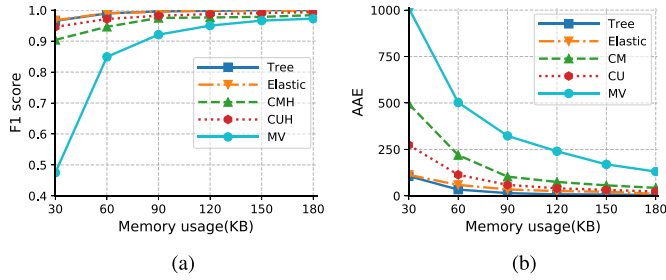 1.0
0.9
0.8
0.7
0.6
0.5
0.4
F1 score
30 60 90 120 150 180
Memory usage(KB)
Tree
Elastic
CMH
CUH
MV
(a)
1000
750
500
250
0
AAE
30 60 90 120 150 180
Memory usage(KB)
Tree
Elastic
CM
CU
MV
(b)